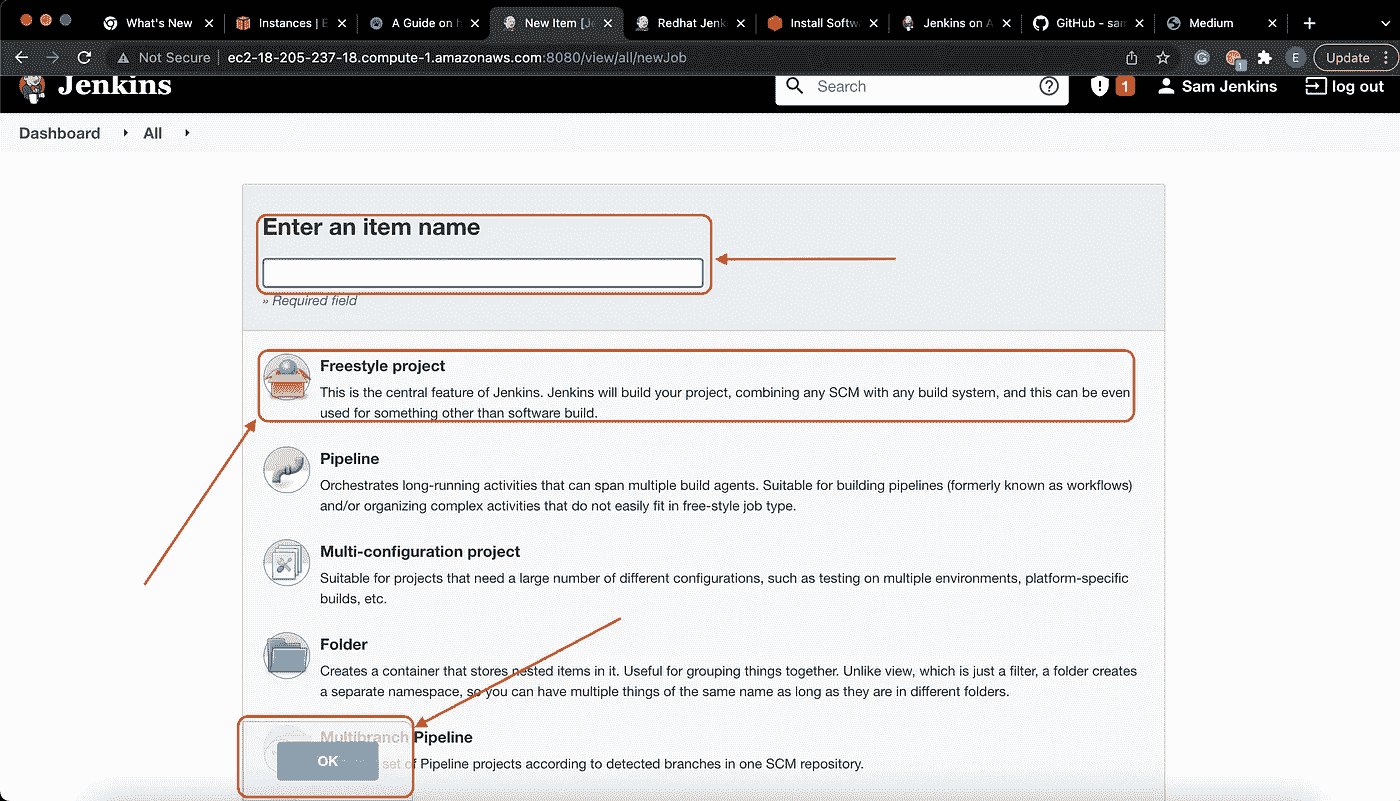 What's New
Instances | E
A Guide on h
New Item [Je
Redhat Jenk
Install Softw
Jenkins on A
GitHub - sam
Medium
Not Secure
ec2-18-205-237-18.compute-1.amazonaws.com:8080/view/all/newJob
E
Update
Jenkins
Search
1
Sam Jenkins
log out
Dashboard
All
Enter an item name
» Required field
Freestyle project
This is the central feature of Jenkins. Jenkins will build your project, combining any SCM with any build system, and this can be even
used for something other than software build.
Pipeline
Orchestrates long-running activities that can span multiple build agents. Suitable for building pipelines (formerly known as workflows)
and/or organizing complex activities that do not easily fit in free-style job type.
Multi-configuration project
Suitable for projects that need a large number of different configurations, such as testing on multiple environments, platform-specific
builds, etc.
Folder
Creates a container that stores nested items in it. Useful for grouping things together. Unlike view, which is just a filter, a folder creates
a separate namespace, so you can have multiple things of the same name as long as they are in different folders.
Multibranch Pipeline
OK
set of Pipeline projects according to detected branches in one SCM repository.